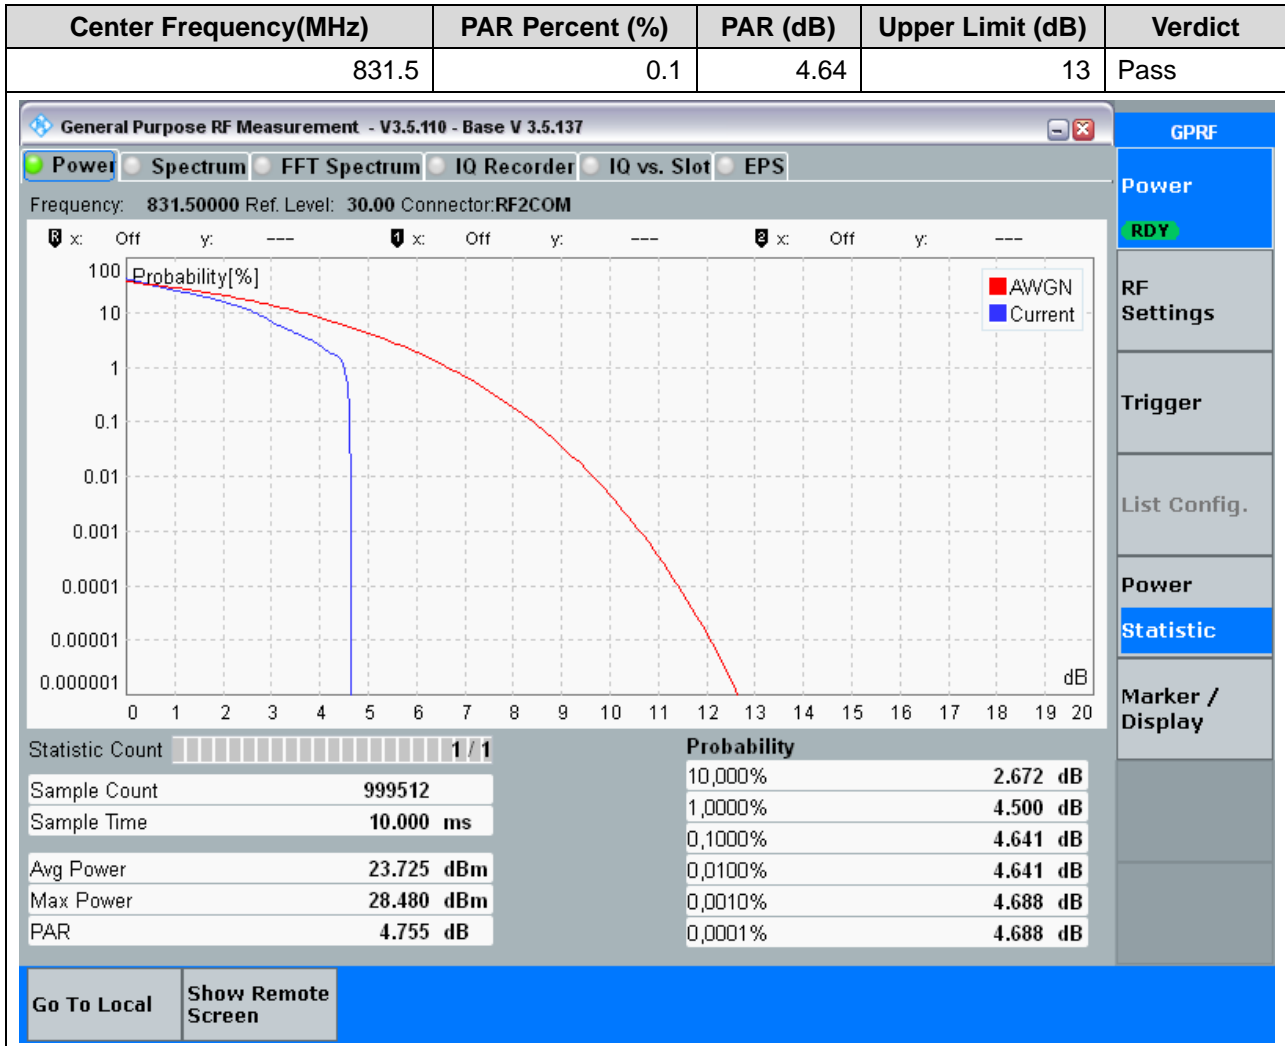 Center Frequency(MHz) PAR Percent (%) PAR (dB) Upper Limit (dB) Verdict
831.5 0.1 4.64 13 Pass
General Purpose RF Measurement - V3.5.110 - Base V 3.5.137
GPRF
Power Spectrum FFT Spectrum IQ Recorder IQ vs. Slot EPS
Frequency: 831.50000 Ref. Level: 30.00 Connector:RF2COM
R x: Off y: --- 1 x: Off y: --- 2 x: Off y: ---
Probability[%]
AWGN
Current
100
10
1
0.1
0.01
0.001
0.0001
0.00001
0.000001
dB
0 1 2 3 4 5 6 7 8 9 10 11 12 13 14 15 16 17 18 19 20
Statistic Count 1 / 1
Sample Count 999512
Sample Time 10.000 ms
Avg Power 23.725 dBm
Max Power 28.480 dBm
PAR 4.755 dB
Probability
10,000% 2.672 dB
1,0000% 4.500 dB
0,1000% 4.641 dB
0,0100% 4.641 dB
0,0010% 4.688 dB
0,0001% 4.688 dB
Power
RDY
RF
Settings
Trigger
List Config.
Power
Statistic
Marker /
Display
Go To Local
Show Remote
Screen